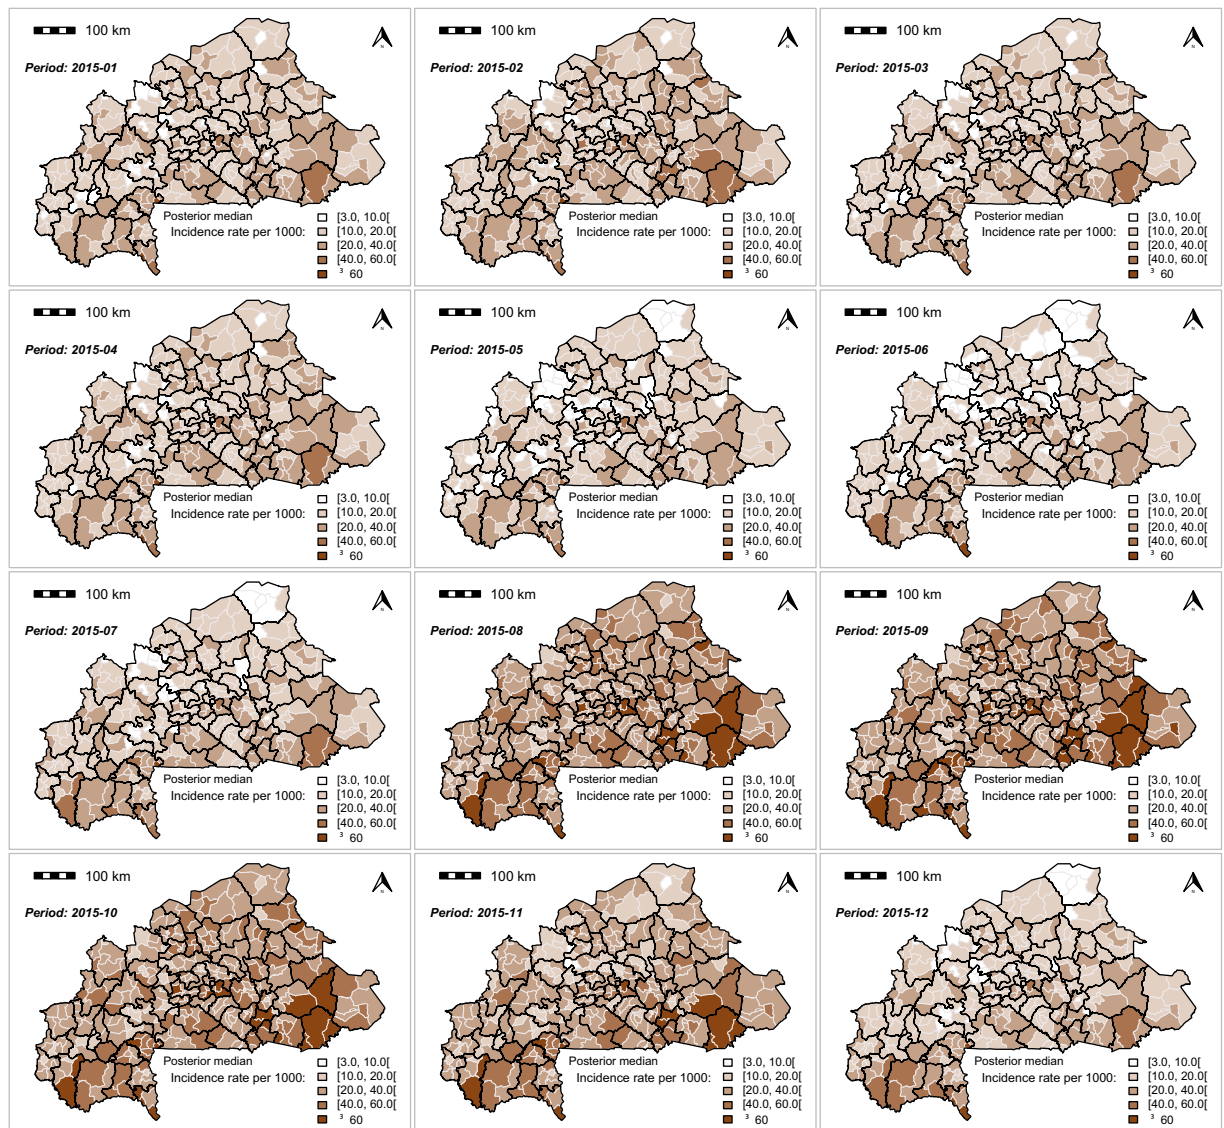 100 km
N
Period: 2015-01
Posterior median
Incidence rate per 1000:
[3.0, 10.0[
[10.0, 20.0[
[20.0, 40.0[
[40.0, 60.0[
³ 60
100 km
N
Period: 2015-02
Posterior median
Incidence rate per 1000:
[3.0, 10.0[
[10.0, 20.0[
[20.0, 40.0[
[40.0, 60.0[
³ 60
100 km
N
Period: 2015-03
Posterior median
Incidence rate per 1000:
[3.0, 10.0[
[10.0, 20.0[
[20.0, 40.0[
[40.0, 60.0[
³ 60
100 km
N
Period: 2015-04
Posterior median
Incidence rate per 1000:
[3.0, 10.0[
[10.0, 20.0[
[20.0, 40.0[
[40.0, 60.0[
³ 60
100 km
N
Period: 2015-05
Posterior median
Incidence rate per 1000:
[3.0, 10.0[
[10.0, 20.0[
[20.0, 40.0[
[40.0, 60.0[
³ 60
100 km
N
Period: 2015-06
Posterior median
Incidence rate per 1000:
[3.0, 10.0[
[10.0, 20.0[
[20.0, 40.0[
[40.0, 60.0[
³ 60
100 km
N
Period: 2015-07
Posterior median
Incidence rate per 1000:
[3.0, 10.0[
[10.0, 20.0[
[20.0, 40.0[
[40.0, 60.0[
³ 60
100 km
N
Period: 2015-08
Posterior median
Incidence rate per 1000:
[3.0, 10.0[
[10.0, 20.0[
[20.0, 40.0[
[40.0, 60.0[
³ 60
100 km
N
Period: 2015-09
Posterior median
Incidence rate per 1000:
[3.0, 10.0[
[10.0, 20.0[
[20.0, 40.0[
[40.0, 60.0[
³ 60
100 km
N
Period: 2015-10
Posterior median
Incidence rate per 1000:
[3.0, 10.0[
[10.0, 20.0[
[20.0, 40.0[
[40.0, 60.0[
³ 60
100 km
N
Period: 2015-11
Posterior median
Incidence rate per 1000:
[3.0, 10.0[
[10.0, 20.0[
[20.0, 40.0[
[40.0, 60.0[
³ 60
100 km
N
Period: 2015-12
Posterior median
Incidence rate per 1000:
[3.0, 10.0[
[10.0, 20.0[
[20.0, 40.0[
[40.0, 60.0[
³ 60